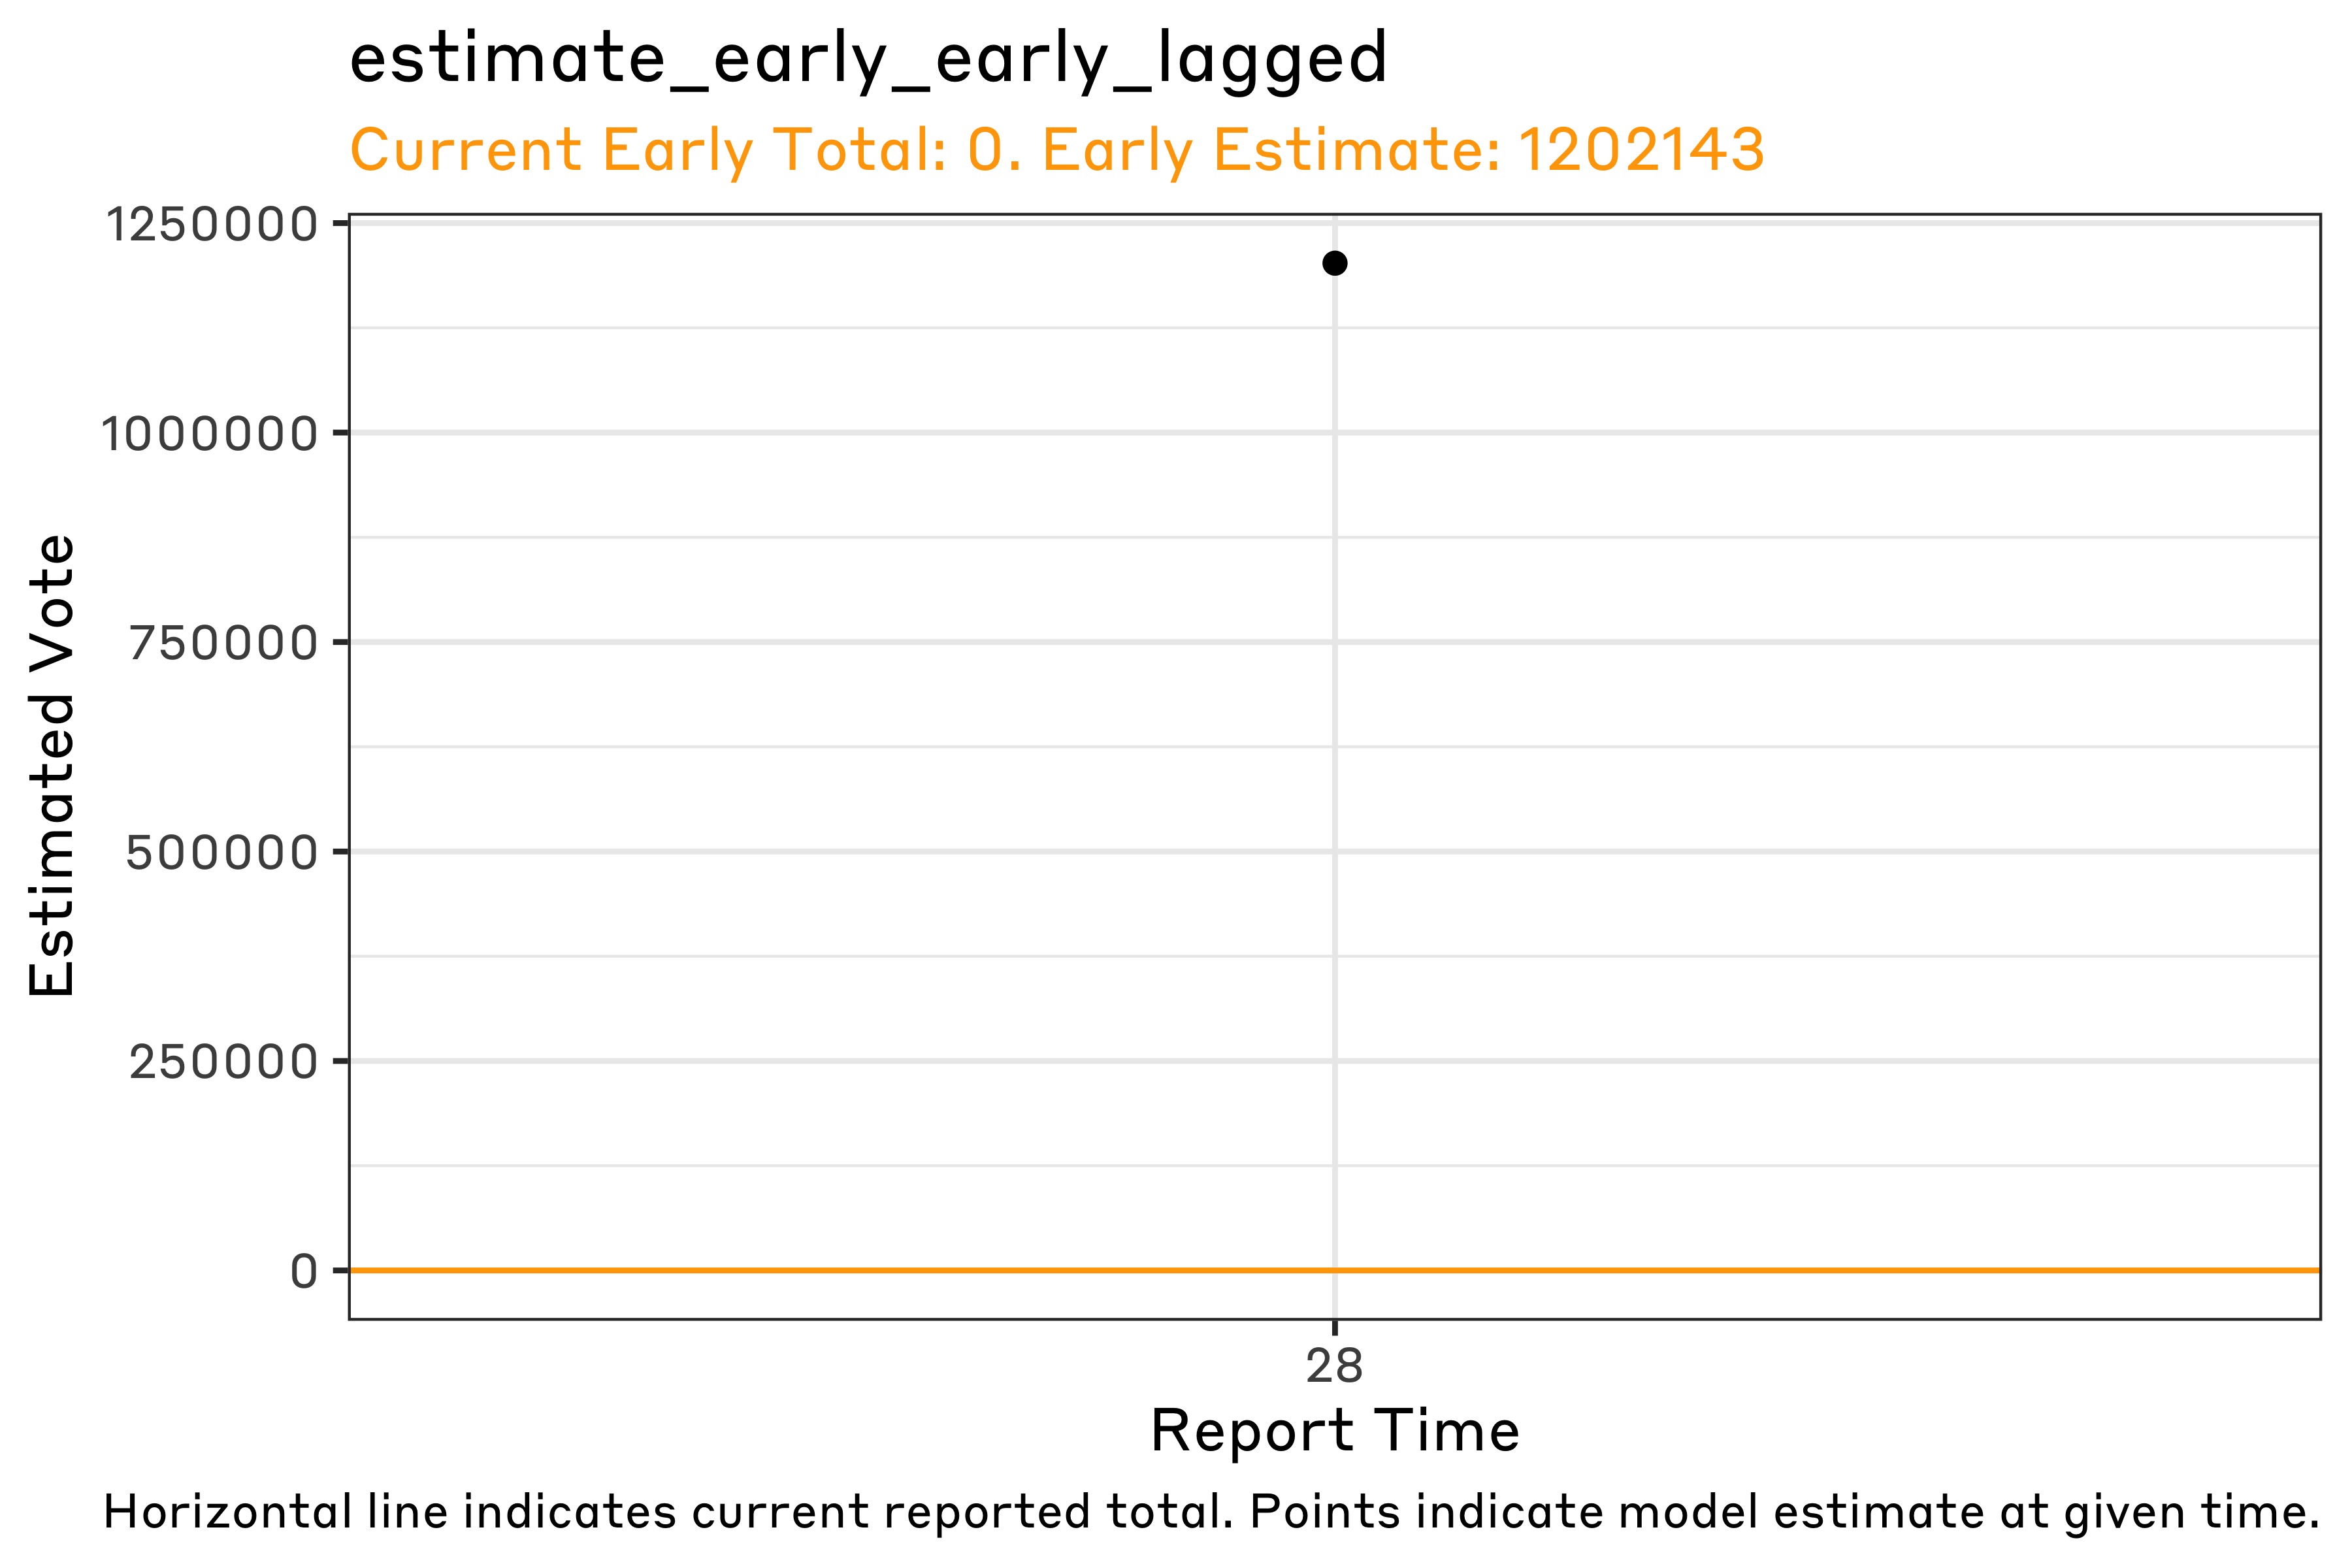 estimate_early_early_lagged
Current Early Total: 0. Early Estimate: 1202143
1250000
1000000
750000
500000
250000
0
Estimated Vote
28
Report Time
Horizontal line indicates current reported total. Points indicate model estimate at given time.